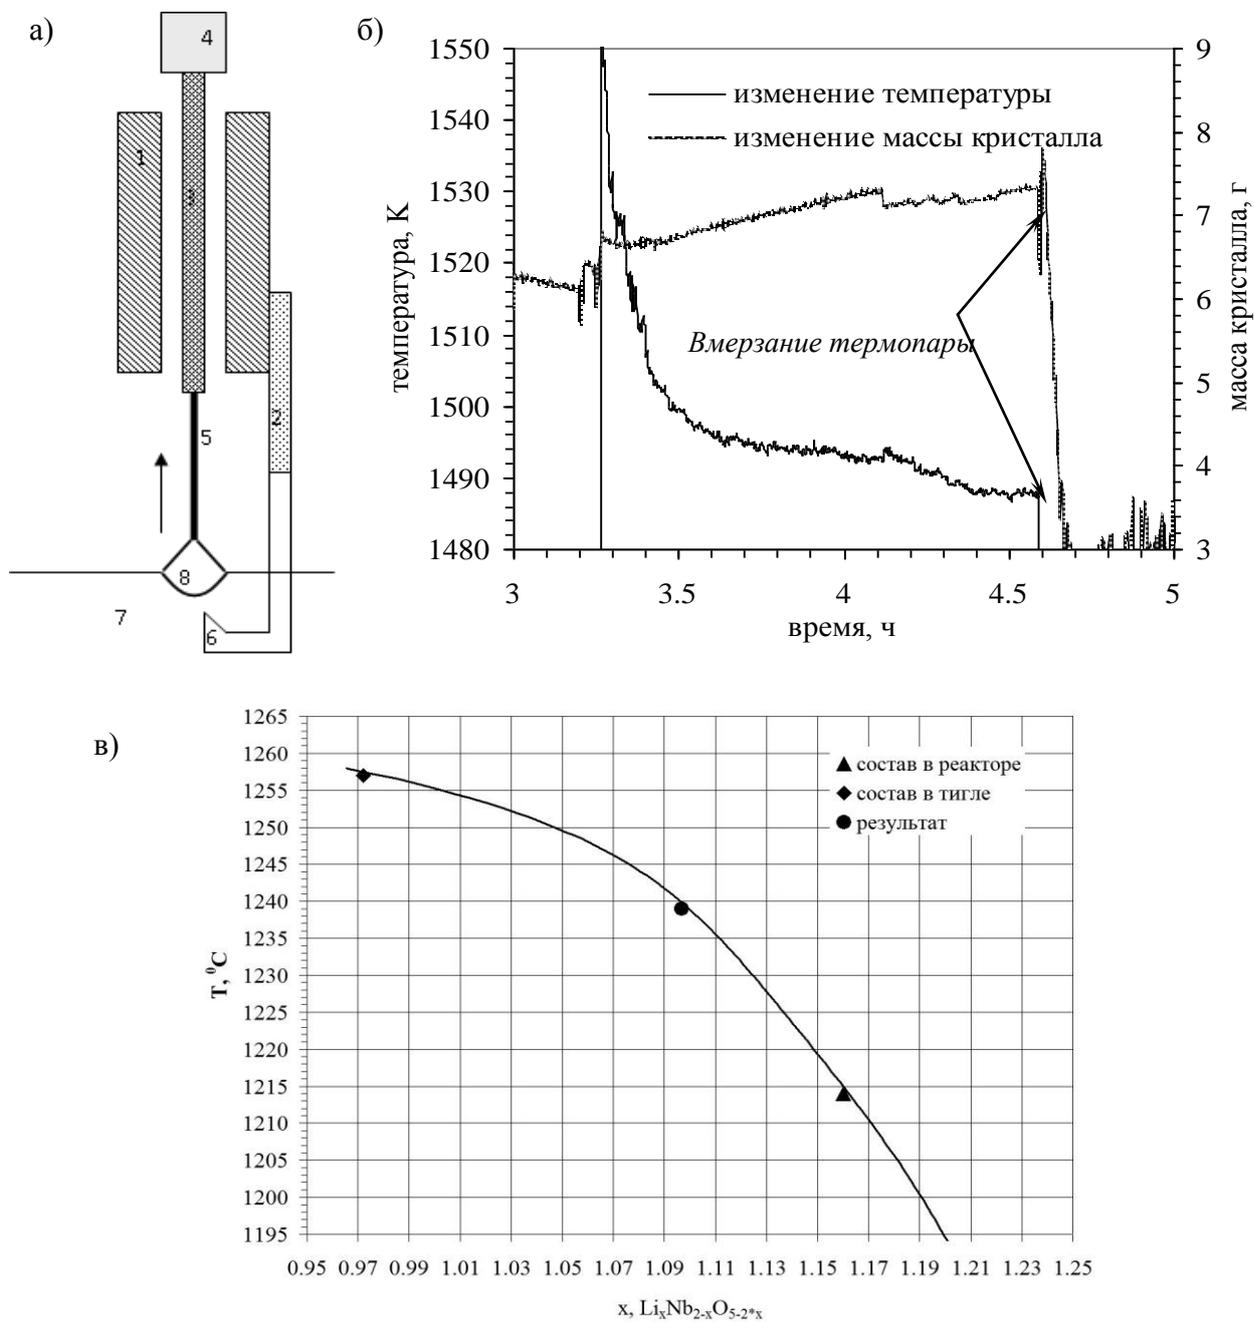 а)
4
1
3
2
5
8
7
6
б)
1550
1540
1530
1520
1510
1500
1490
1480
температура, К
изменение температуры
изменение массы кристалла
Вмерзание термопары
9
8
7
6
5
4
3
масса кристалла, г
3 3.5 4 4.5 5
время, ч
в)
1265
1260
1255
1250
1245
1240
1235
1230
1225
1220
1215
1210
1205
1200
1195
T, ⁰C
состав в реакторе
состав в тигле
результат
0.95 0.97 0.99 1.01 1.03 1.05 1.07 1.09 1.11 1.13 1.15 1.17 1.19 1.21 1.23 1.25
x, LiₓNb₂₋ₓO₅₋₂*ₓ